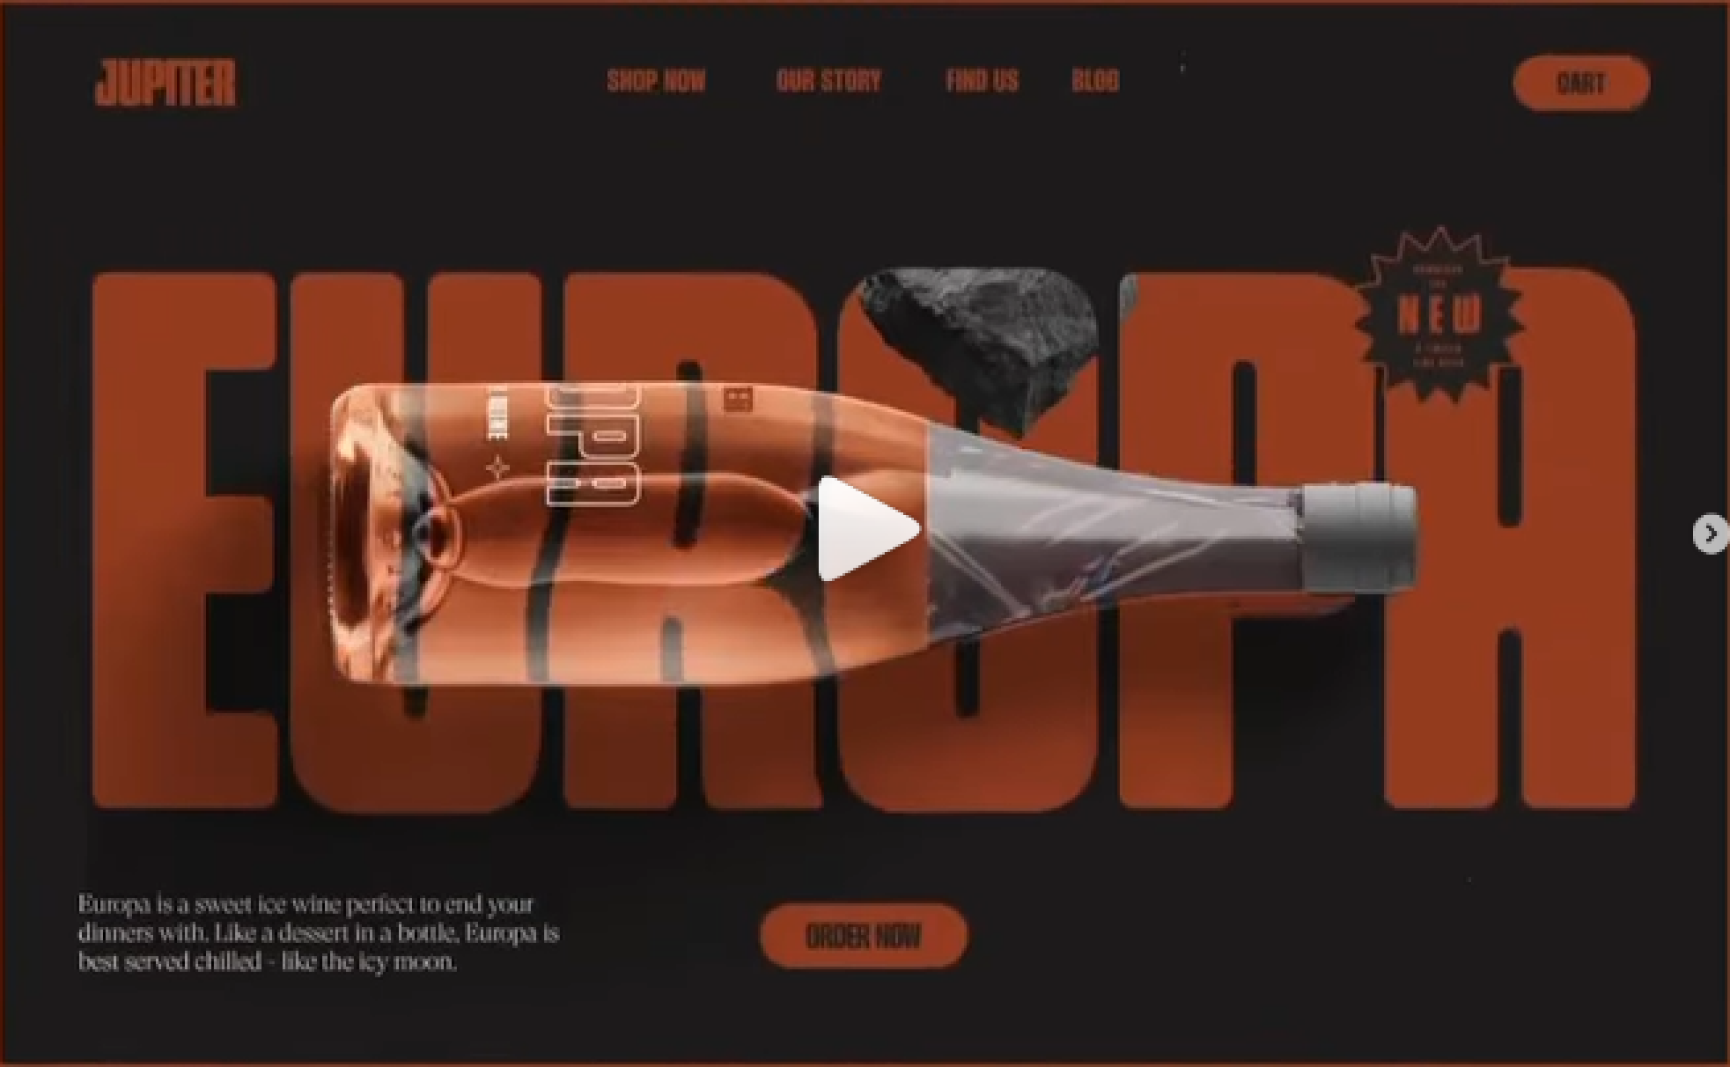 JUPITER
SHOP NOW
OUR STORY
FIND US
BLOG
CART
EUROPA
NEW
WINE
OPA
Europa is a sweet ice wine perfect to end your
dinners with. Like a dessert in a bottle, Europa is
best served chilled - like the icy moon.
ORDER NOW